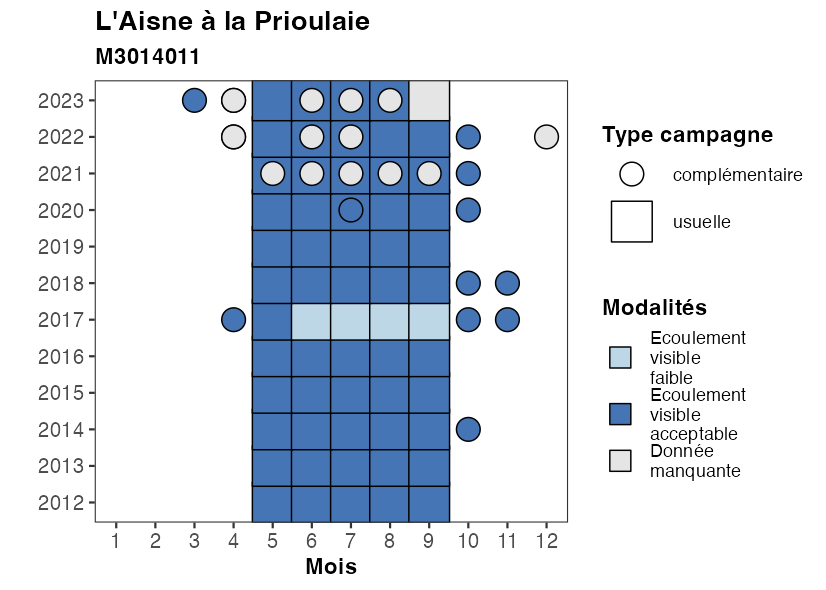 L'Aisne à la Prioulaie
M3014011
2023
2022
2021
2020
2019
2018
2017
2016
2015
2014
2013
2012
1 2 3 4 5 6 7 8 9 10 11 12
Mois
Type campagne
complémentaire
usuelle
Modalités
Ecoulement
visible
faible
Ecoulement
visible
acceptable
Donnée
manquante